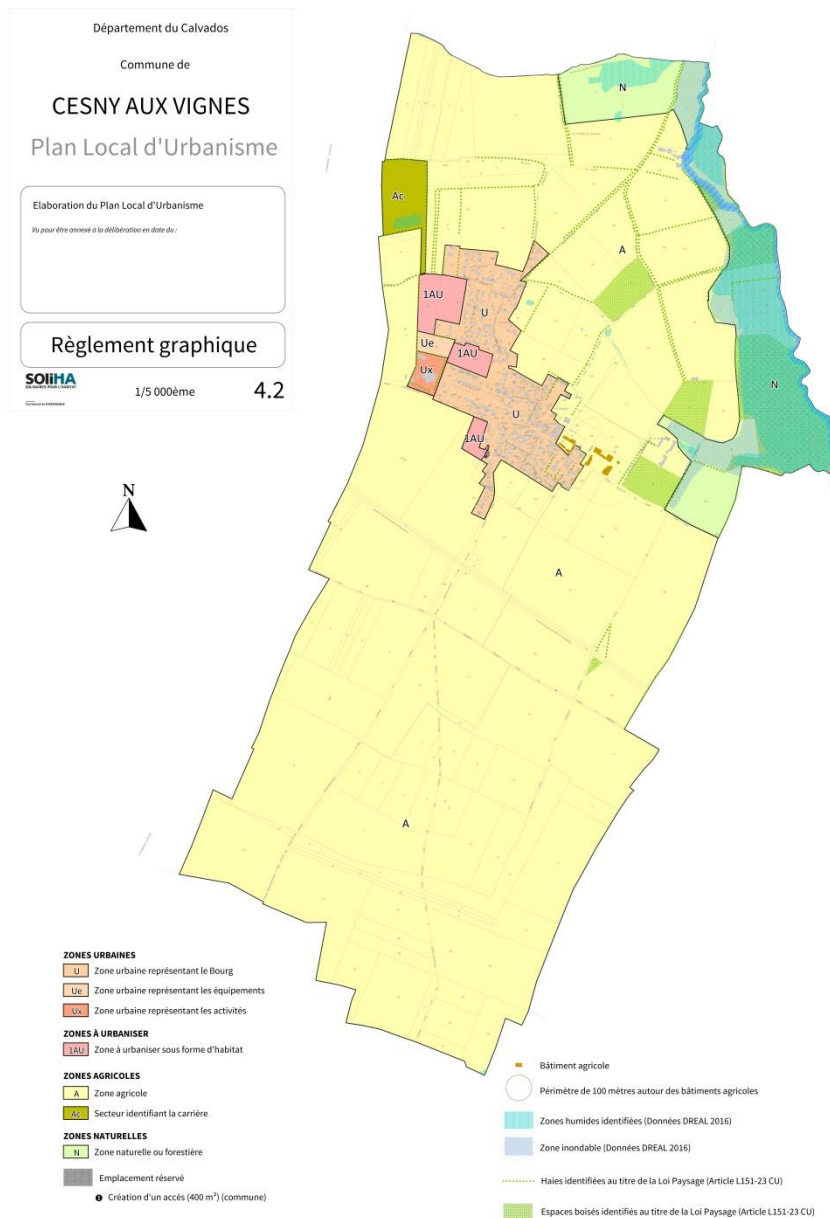 Département du Calvados
Commune de
CESNY AUX VIGNES
Plan Local d'Urbanisme
Elaboration du Plan Local d'Urbanisme
Vu pour être annexé à la délibération en date du :
Règlement graphique
SOLiHA
SOLIDAIRES POUR L'HABITAT
1/5 000ème
4.2
N
N
Ac
A
1AU
U
Ue
1AU
Ux
N
U
1AU
A
A
ZONES URBAINES
U Zone urbaine représentant le Bourg
Ue Zone urbaine représentant les équipements
Ux Zone urbaine représentant les activités
ZONES À URBANISER
1AU Zone à urbaniser sous forme d'habitat
ZONES AGRICOLES
A Zone agricole
Ac Secteur identifiant la carrière
ZONES NATURELLES
N Zone naturelle ou forestière
Emplacement réservé
Création d'un accès (400 m²) (commune)
Bâtiment agricole
Périmètre de 100 mètres autour des bâtiments agricoles
Zones humides identifiées (Données DREAL 2016)
Zone inondable (Données DREAL 2016)
Haies identifiées au titre de la Loi Paysage (Article L151-23 CU)
Espaces boisés identifiés au titre de la Loi Paysage (Article L151-23 CU)